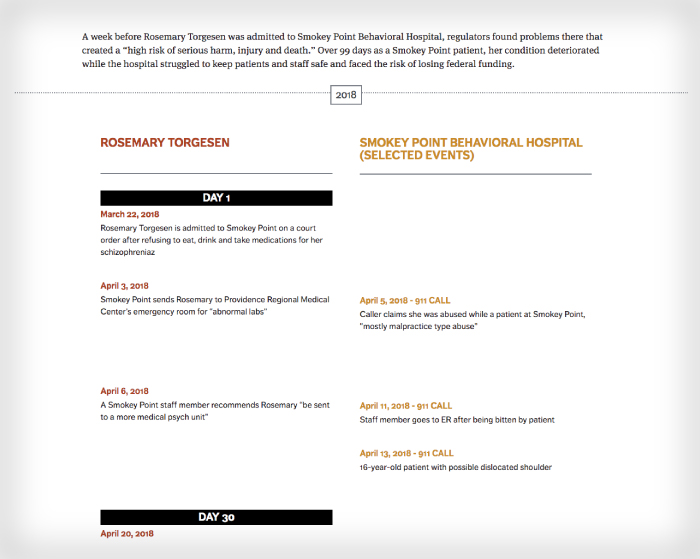 A week before Rosemary Torgesen was admitted to Smokey Point Behavioral Hospital, regulators found problems there that
created a “high risk of serious harm, injury and death.” Over 99 days as a Smokey Point patient, her condition deteriorated
while the hospital struggled to keep patients and staff safe and faced the risk of losing federal funding.
2018
ROSEMARY TORGESEN
DAY 1
March 22, 2018
Rosemary Torgesen is admitted to Smokey Point on a court
order after refusing to eat, drink and take medications for her
schizophreniaz
April 3, 2018
Smokey Point sends Rosemary to Providence Regional Medical
Center's emergency room for "abnormal labs"
April 6, 2018
A Smokey Point staff member recommends Rosemary "be sent
to a more medical psych unit"
DAY 30
April 20, 2018
SMOKEY POINT BEHAVIORAL HOSPITAL
(SELECTED EVENTS)
April 5, 2018 - 911 CALL
Caller claims she was abused while a patient at Smokey Point,
"mostly malpractice type abuse"
April 11, 2018 - 911 CALL
Staff member goes to ER after being bitten by patient
April 13, 2018 - 911 CALL
16-year-old patient with possible dislocated shoulder